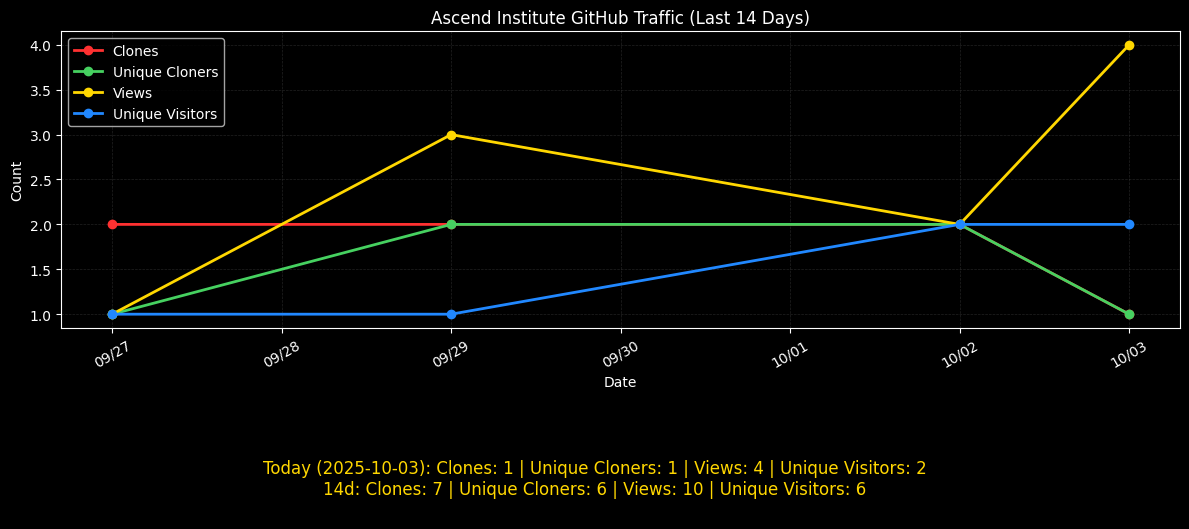 Ascend Institute GitHub Traffic (Last 14 Days)
Clones
Unique Cloners
Views
Unique Visitors
Count
4.0
3.5
3.0
2.5
2.0
1.5
1.0
09/27
09/28
09/29
09/30
10/01
10/02
10/03
Date
Today (2025-10-03): Clones: 1 | Unique Cloners: 1 | Views: 4 | Unique Visitors: 2
14d: Clones: 7 | Unique Cloners: 6 | Views: 10 | Unique Visitors: 6